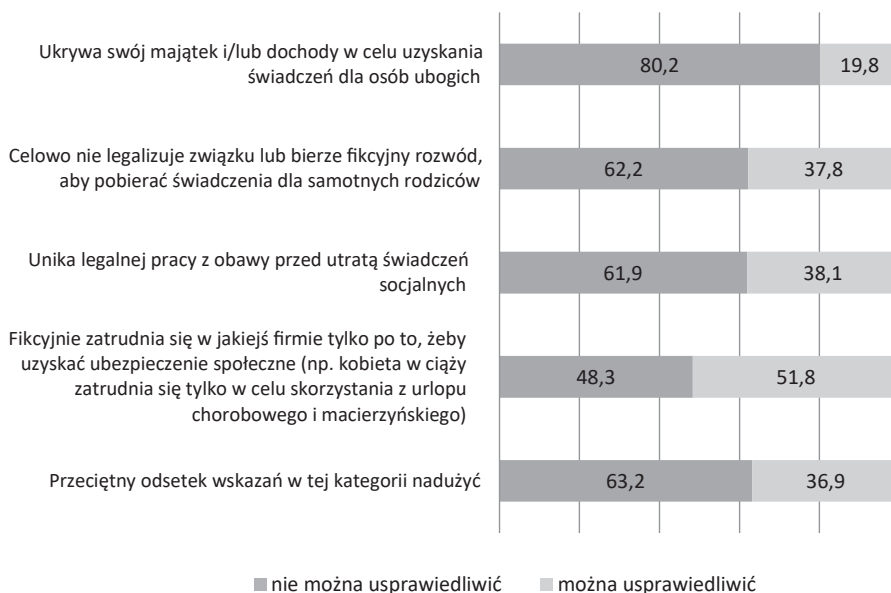 Ukrywa swój majątek i/lub dochody w celu uzyskania
świadczeń dla osób ubogich
80,2
19,8
Celowo nie legalizuje związku lub bierze fikcyjny rozwód,
aby pobierać świadczenia dla samotnych rodziców
62,2
37,8
Unika legalnej pracy z obawy przed utratą świadczeń
socjalnych
61,9
38,1
Fikcyjnie zatrudnia się w jakiejś firmie tylko po to, żeby
uzyskać ubezpieczenie społeczne (np. kobieta w ciąży
zatrudnia się tylko w celu skorzystania z urlopu
chorobowego i macierzyńskiego)
48,3
51,8
Przeciętny odsetek wskazań w tej kategorii nadużyć
63,2
36,9
nie można usprawiedliwić
można usprawiedliwić